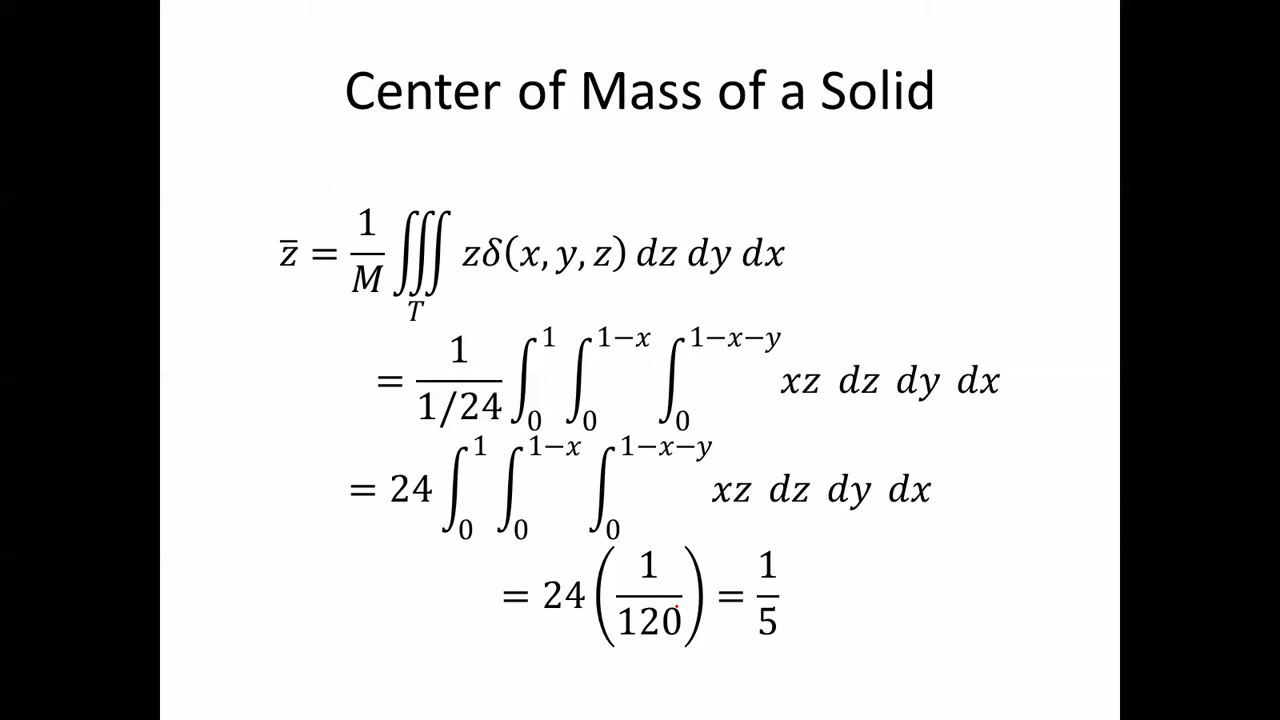 Center of Mass of a Solid
z̄ = 1/M ∭_T zδ(x, y, z) dz dy dx
= 1/(1/24) ∫_0^1 ∫_0^{1−x} ∫_0^{1−x−y} xz dz dy dx
= 24 ∫_0^1 ∫_0^{1−x} ∫_0^{1−x−y} xz dz dy dx
= 24 (1/120) = 1/5